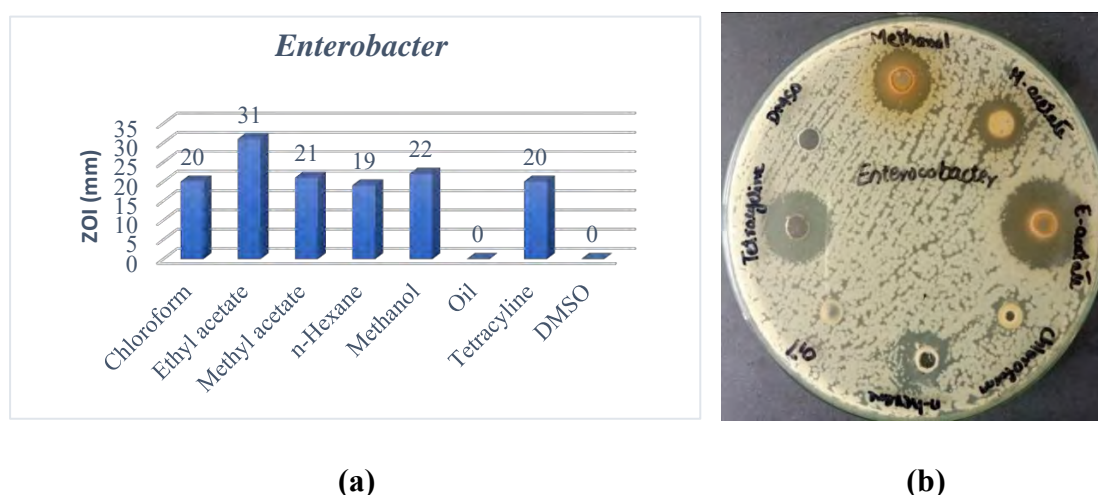 Enterobacter
ZOI (mm)
35
30
25
20
15
10
5
0
20
31
21
19
22
0
20
0
Chloroform
Ethyl acetate
Methyl acetate
n-Hexane
Methanol
Oil
Tetracyline
DMSO
Methanol
M-acetate
DMSO
Enterocobacter
Tetracycline
E-acetate
Oil
Chloroform
n-hexane
(a)
(b)